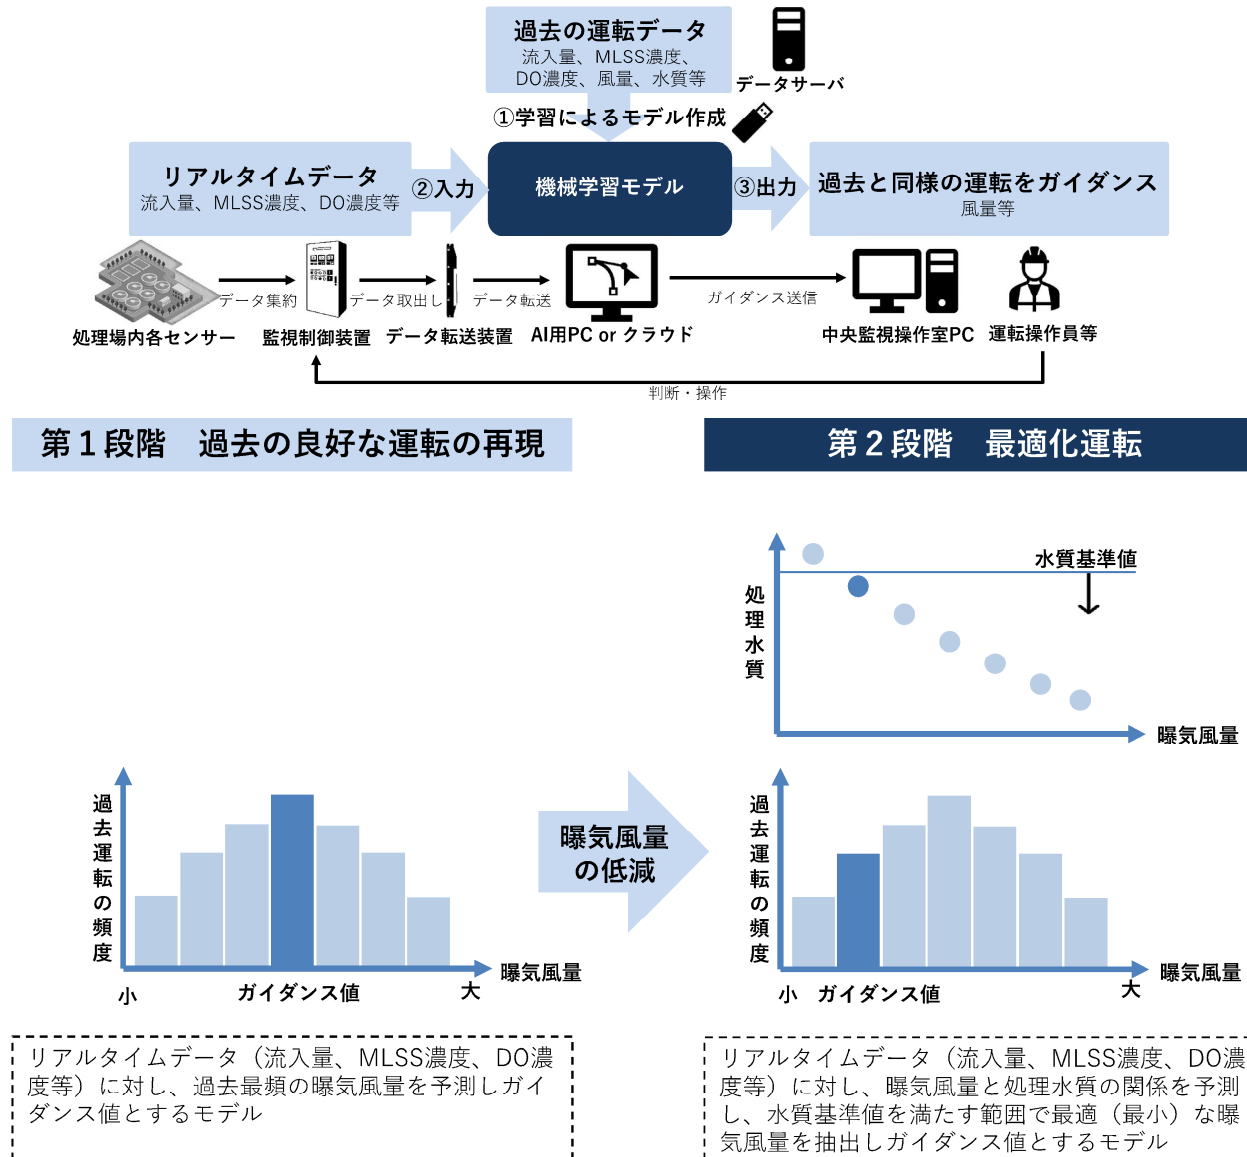 過去の運転データ
流入量、MLSS濃度、
DO濃度、風量、水質等
データサーバ
①学習によるモデル作成
リアルタイムデータ
流入量、MLSS濃度、DO濃度等
②入力
機械学習モデル
③出力
過去と同様の運転をガイダンス
風量等
データ集約
データ取出し
データ転送
ガイダンス送信
処理場内各センサー
監視制御装置
データ転送装置
AI用PC or クラウド
中央監視操作室PC
運転操作員等
判断・操作
第1段階 過去の良好な運転の再現
過去運転の頻度
曝気風量
小
ガイダンス値
大
リアルタイムデータ（流入量、MLSS濃度、DO濃
度等）に対し、過去最頻の曝気風量を予測しガイ
ダンス値とするモデル
曝気風量
の低減
第2段階 最適化運転
水質基準値
処理水質
曝気風量
過去運転の頻度
曝気風量
小
ガイダンス値
大
リアルタイムデータ（流入量、MLSS濃度、DO濃
度等）に対し、曝気風量と処理水質の関係を予測
し、水質基準値を満たす範囲で最適（最小）な曝
気風量を抽出しガイダンス値とするモデル